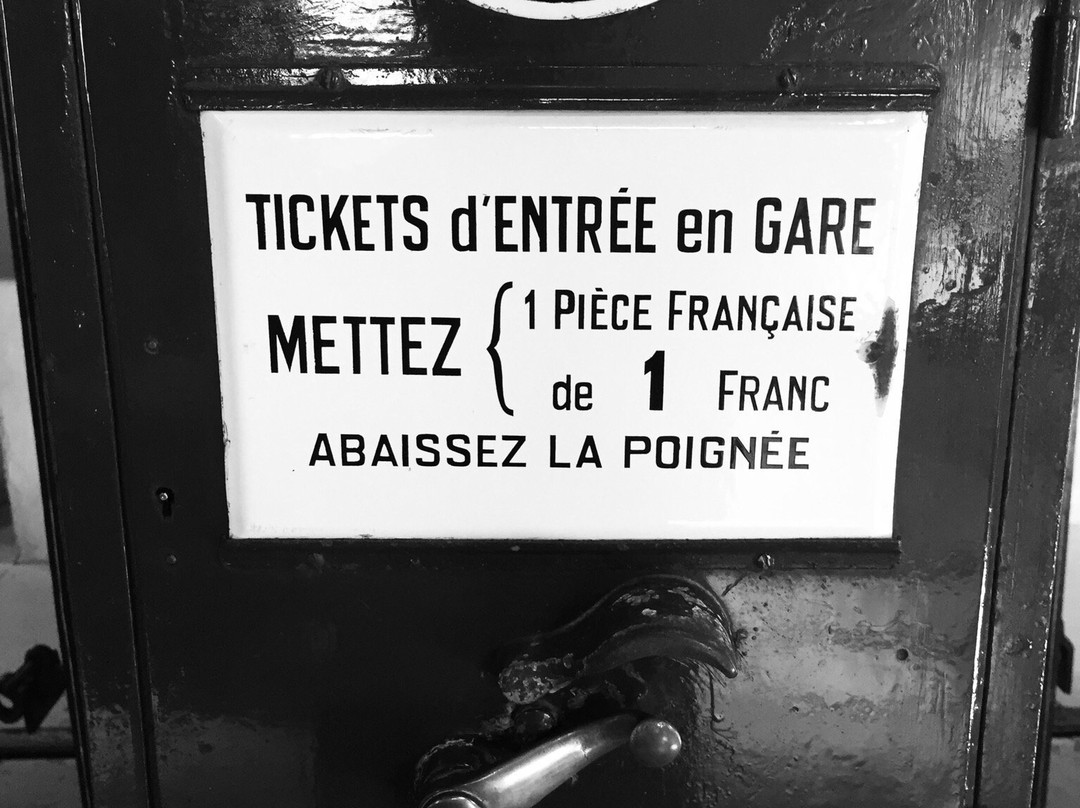 TICKETS d'ENTRÉE en GARE
METTEZ { 1 PIÈCE FRANÇAISE
de 1 FRANC
ABAISSEZ LA POIGNÉE